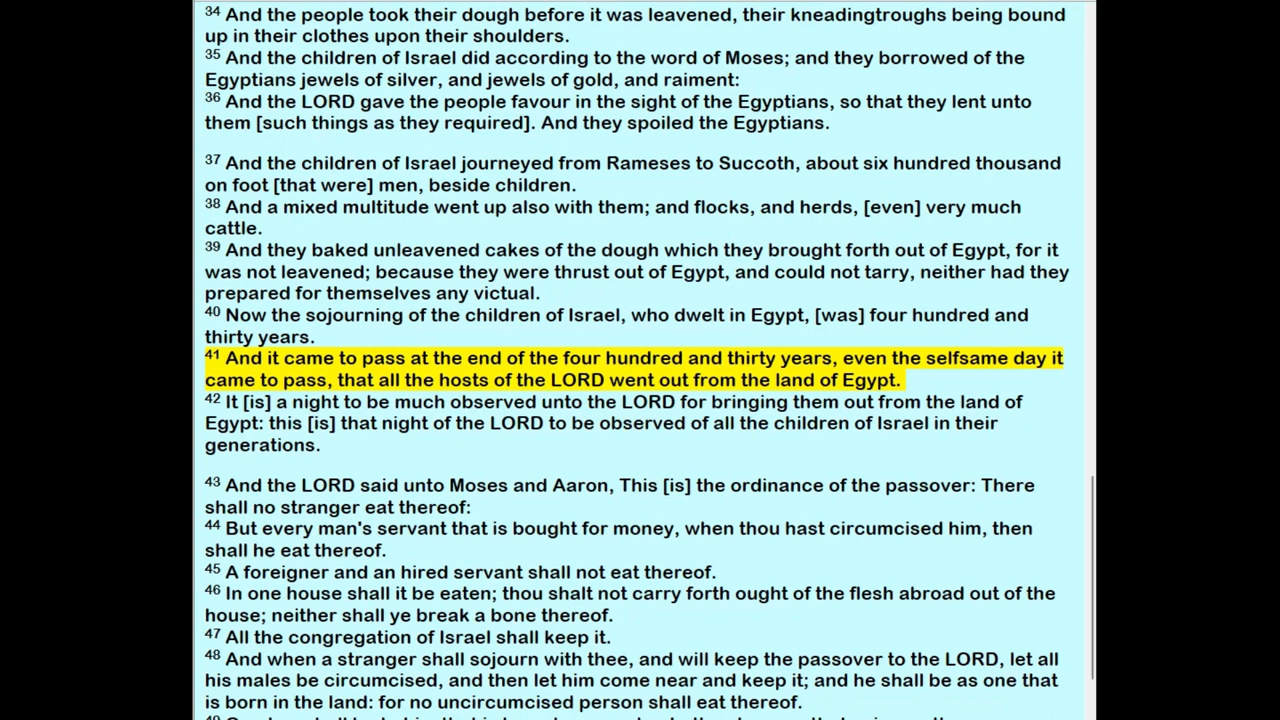 34 And the people took their dough before it was leavened, their kneadingtroughs being bound
up in their clothes upon their shoulders.
35 And the children of Israel did according to the word of Moses; and they borrowed of the
Egyptians jewels of silver, and jewels of gold, and raiment:
36 And the LORD gave the people favour in the sight of the Egyptians, so that they lent unto
them [such things as they required]. And they spoiled the Egyptians.
37 And the children of Israel journeyed from Rameses to Succoth, about six hundred thousand
on foot [that were] men, beside children.
38 And a mixed multitude went up also with them; and flocks, and herds, [even] very much
cattle.
39 And they baked unleavened cakes of the dough which they brought forth out of Egypt, for it
was not leavened; because they were thrust out of Egypt, and could not tarry, neither had they
prepared for themselves any victual.
40 Now the sojourning of the children of Israel, who dwelt in Egypt, [was] four hundred and
thirty years.
41 And it came to pass at the end of the four hundred and thirty years, even the selfsame day it
came to pass, that all the hosts of the LORD went out from the land of Egypt.
42 It [is] a night to be much observed unto the LORD for bringing them out from the land of
Egypt: this [is] that night of the LORD to be observed of all the children of Israel in their
generations.
43 And the LORD said unto Moses and Aaron, This [is] the ordinance of the passover: There
shall no stranger eat thereof:
44 But every man's servant that is bought for money, when thou hast circumcised him, then
shall he eat thereof.
45 A foreigner and an hired servant shall not eat thereof.
46 In one house shall it be eaten; thou shalt not carry forth ought of the flesh abroad out of the
house; neither shall ye break a bone thereof.
47 All the congregation of Israel shall keep it.
48 And when a stranger shall sojourn with thee, and will keep the passover to the LORD, let all
his males be circumcised, and then let him come near and keep it; and he shall be as one that
is born in the land: for no uncircumcised person shall eat thereof.